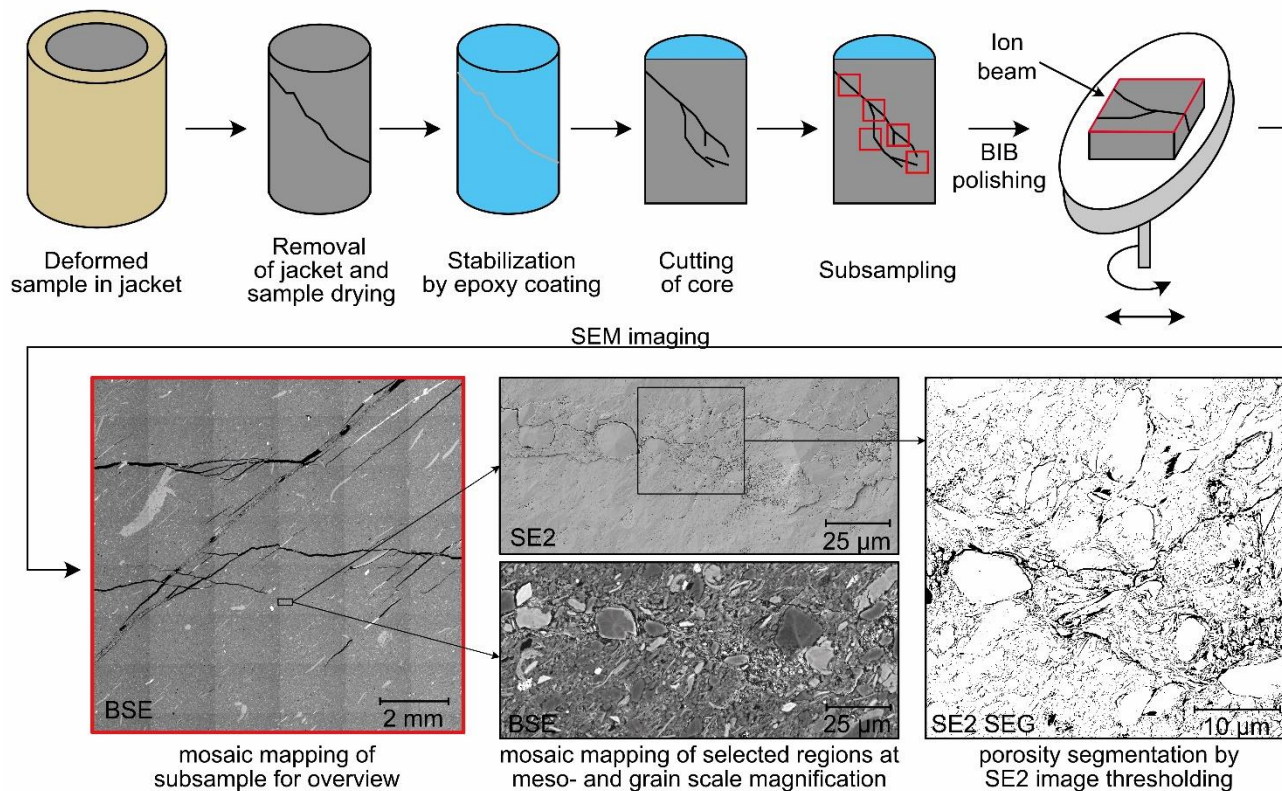 Deformed
sample in jacket
Removal
of jacket and
sample drying
Stabilization
by epoxy coating
Cutting
of core
Subsampling
BIB
polishing
Ion
beam
SEM imaging
BSE
2 mm
mosaic mapping of
subsample for overview
SE2
25 µm
BSE
25 µm
mosaic mapping of selected regions at
meso- and grain scale magnification
SE2 SEG
10 µm
porosity segmentation by
SE2 image thresholding